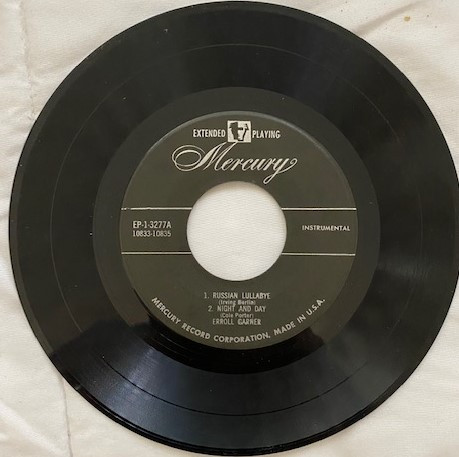 EXTENDED PLAYING
Mercury
EP-1-3277A
10833-10835
INSTRUMENTAL
1. RUSSIAN LULLABYE
(Irving Berlin)
2. NIGHT AND DAY
(Cole Porter)
ERROLL GARNER
MERCURY RECORD CORPORATION, MADE IN U.S.A.